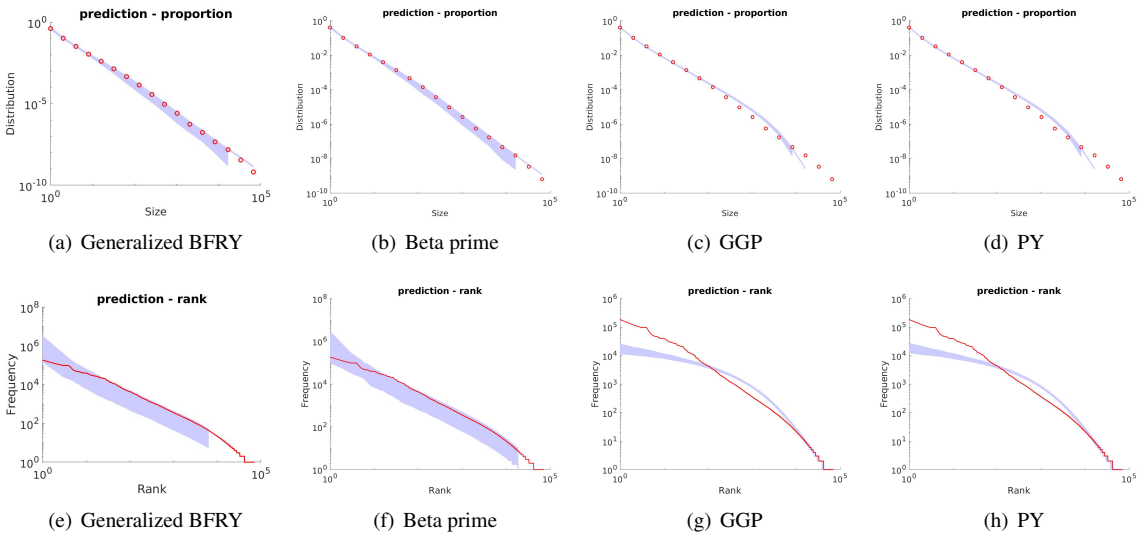 prediction - proportion
Distribution
10^0
10^-5
10^-10
10^0
10^5
Size
(a) Generalized BFRY
prediction - proportion
Distribution
10^0
10^-2
10^-4
10^-6
10^-8
10^-10
10^0
10^5
Size
(b) Beta prime
prediction - proportion
Distribution
10^0
10^-2
10^-4
10^-6
10^-8
10^-10
10^0
10^5
Size
(c) GGP
prediction - proportion
Distribution
10^0
10^-2
10^-4
10^-6
10^-8
10^-10
10^0
10^5
Size
(d) PY
prediction - rank
Frequency
10^8
10^6
10^4
10^2
10^0
10^0
10^5
Rank
(e) Generalized BFRY
prediction - rank
Frequency
10^8
10^6
10^4
10^2
10^0
10^0
10^5
Rank
(f) Beta prime
prediction - rank
Frequency
10^6
10^5
10^4
10^3
10^2
10^1
10^0
10^0
10^5
Rank
(g) GGP
prediction - rank
Frequency
10^6
10^5
10^4
10^3
10^2
10^1
10^0
10^0
10^5
Rank
(h) PY